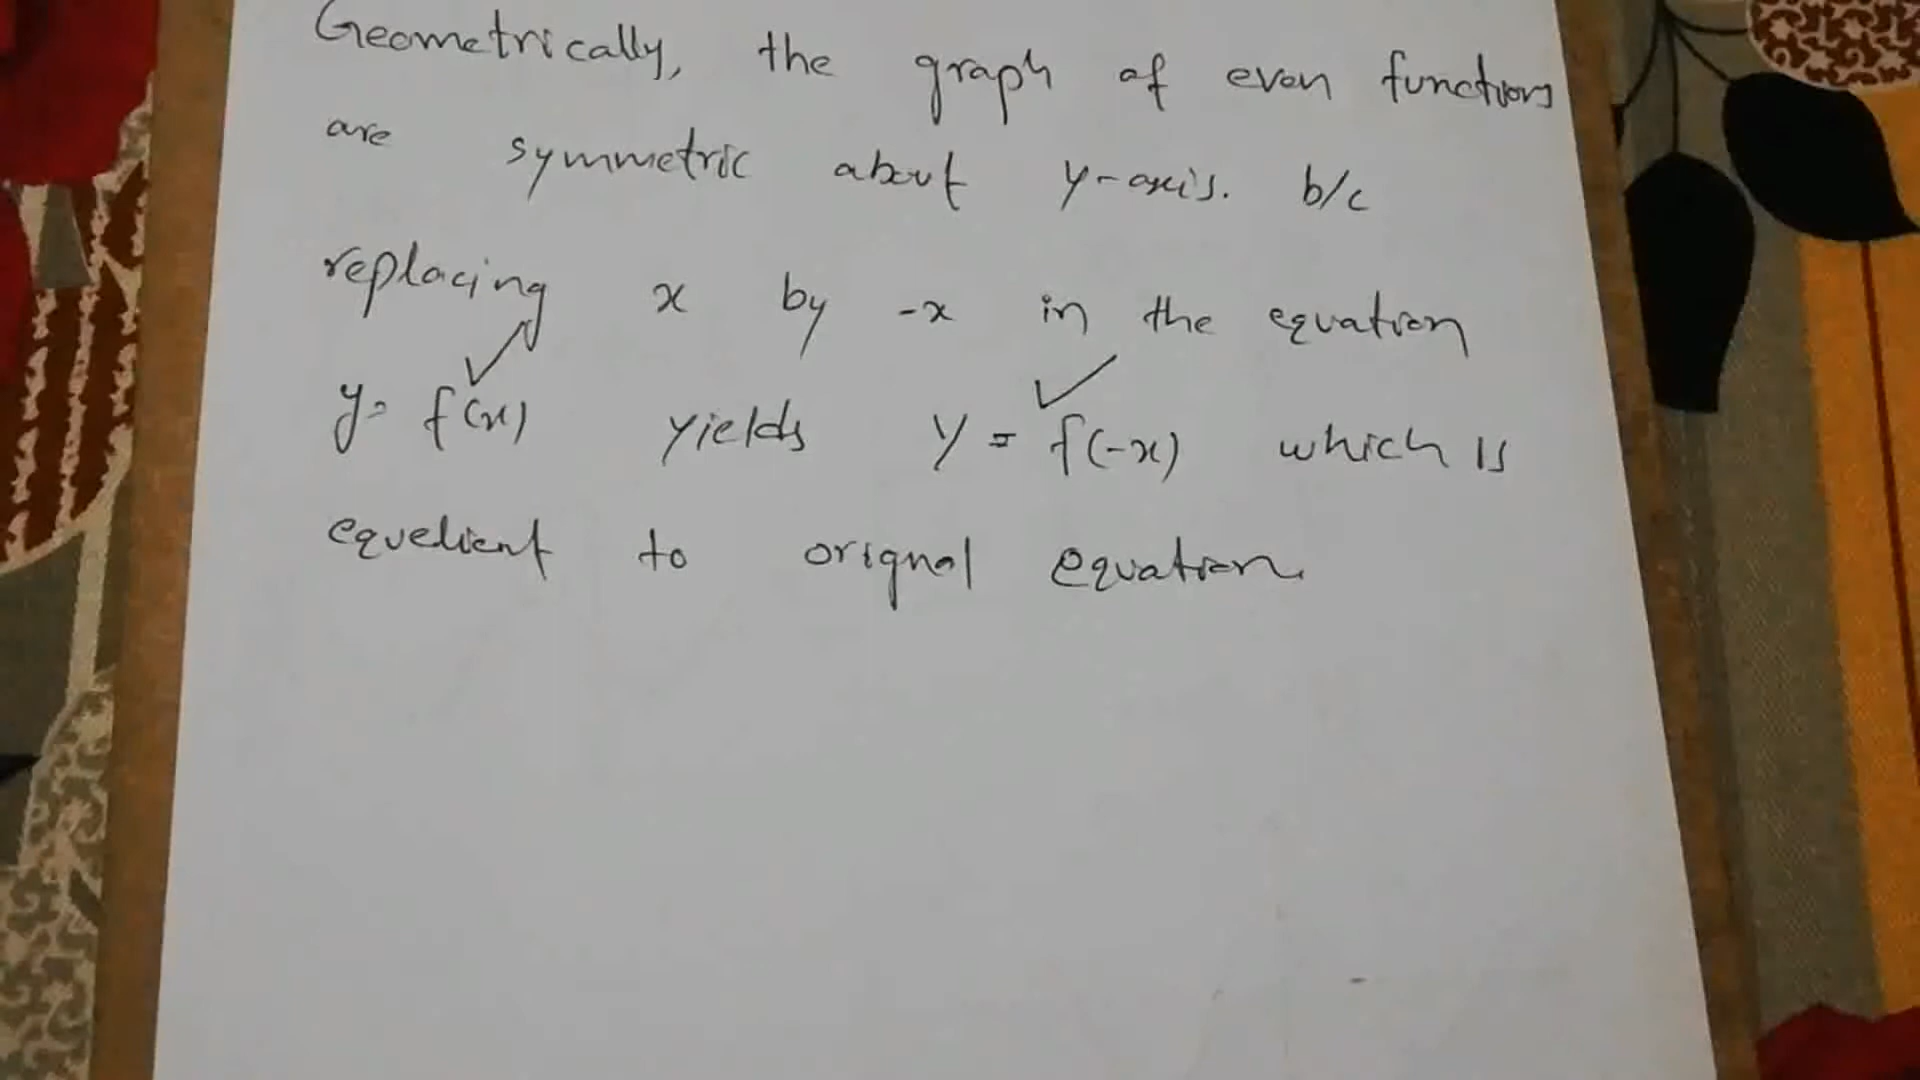 Geometrically, the graph of even functions
are symmetric about y-axis. b/c
replacing x by -x in the equation
y= f(x) yields y = f(-x) which is
equelient to orignal equation.